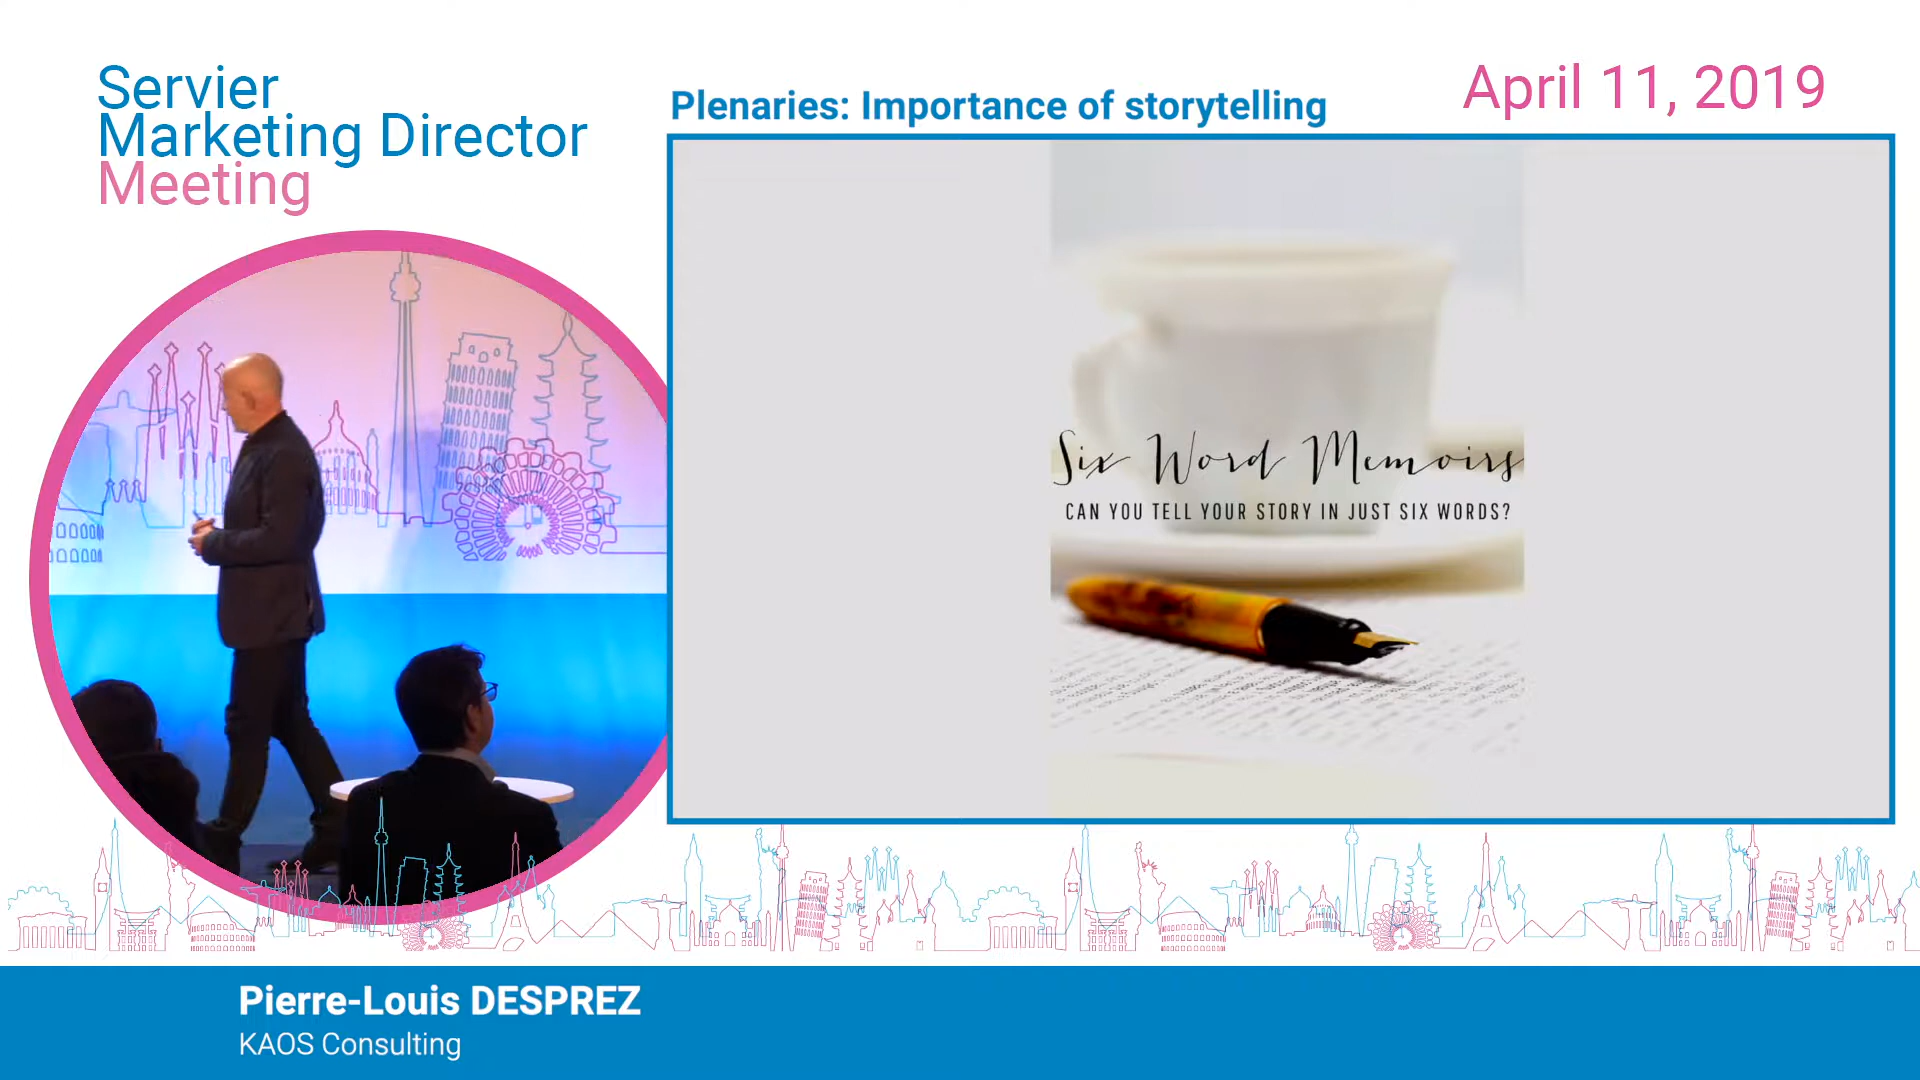 Servier
Marketing Director
Meeting
Plenaries: Importance of storytelling
April 11, 2019
Six Word Memoirs
CAN YOU TELL YOUR STORY IN JUST SIX WORDS?
Pierre-Louis DESPREZ
KAOS Consulting